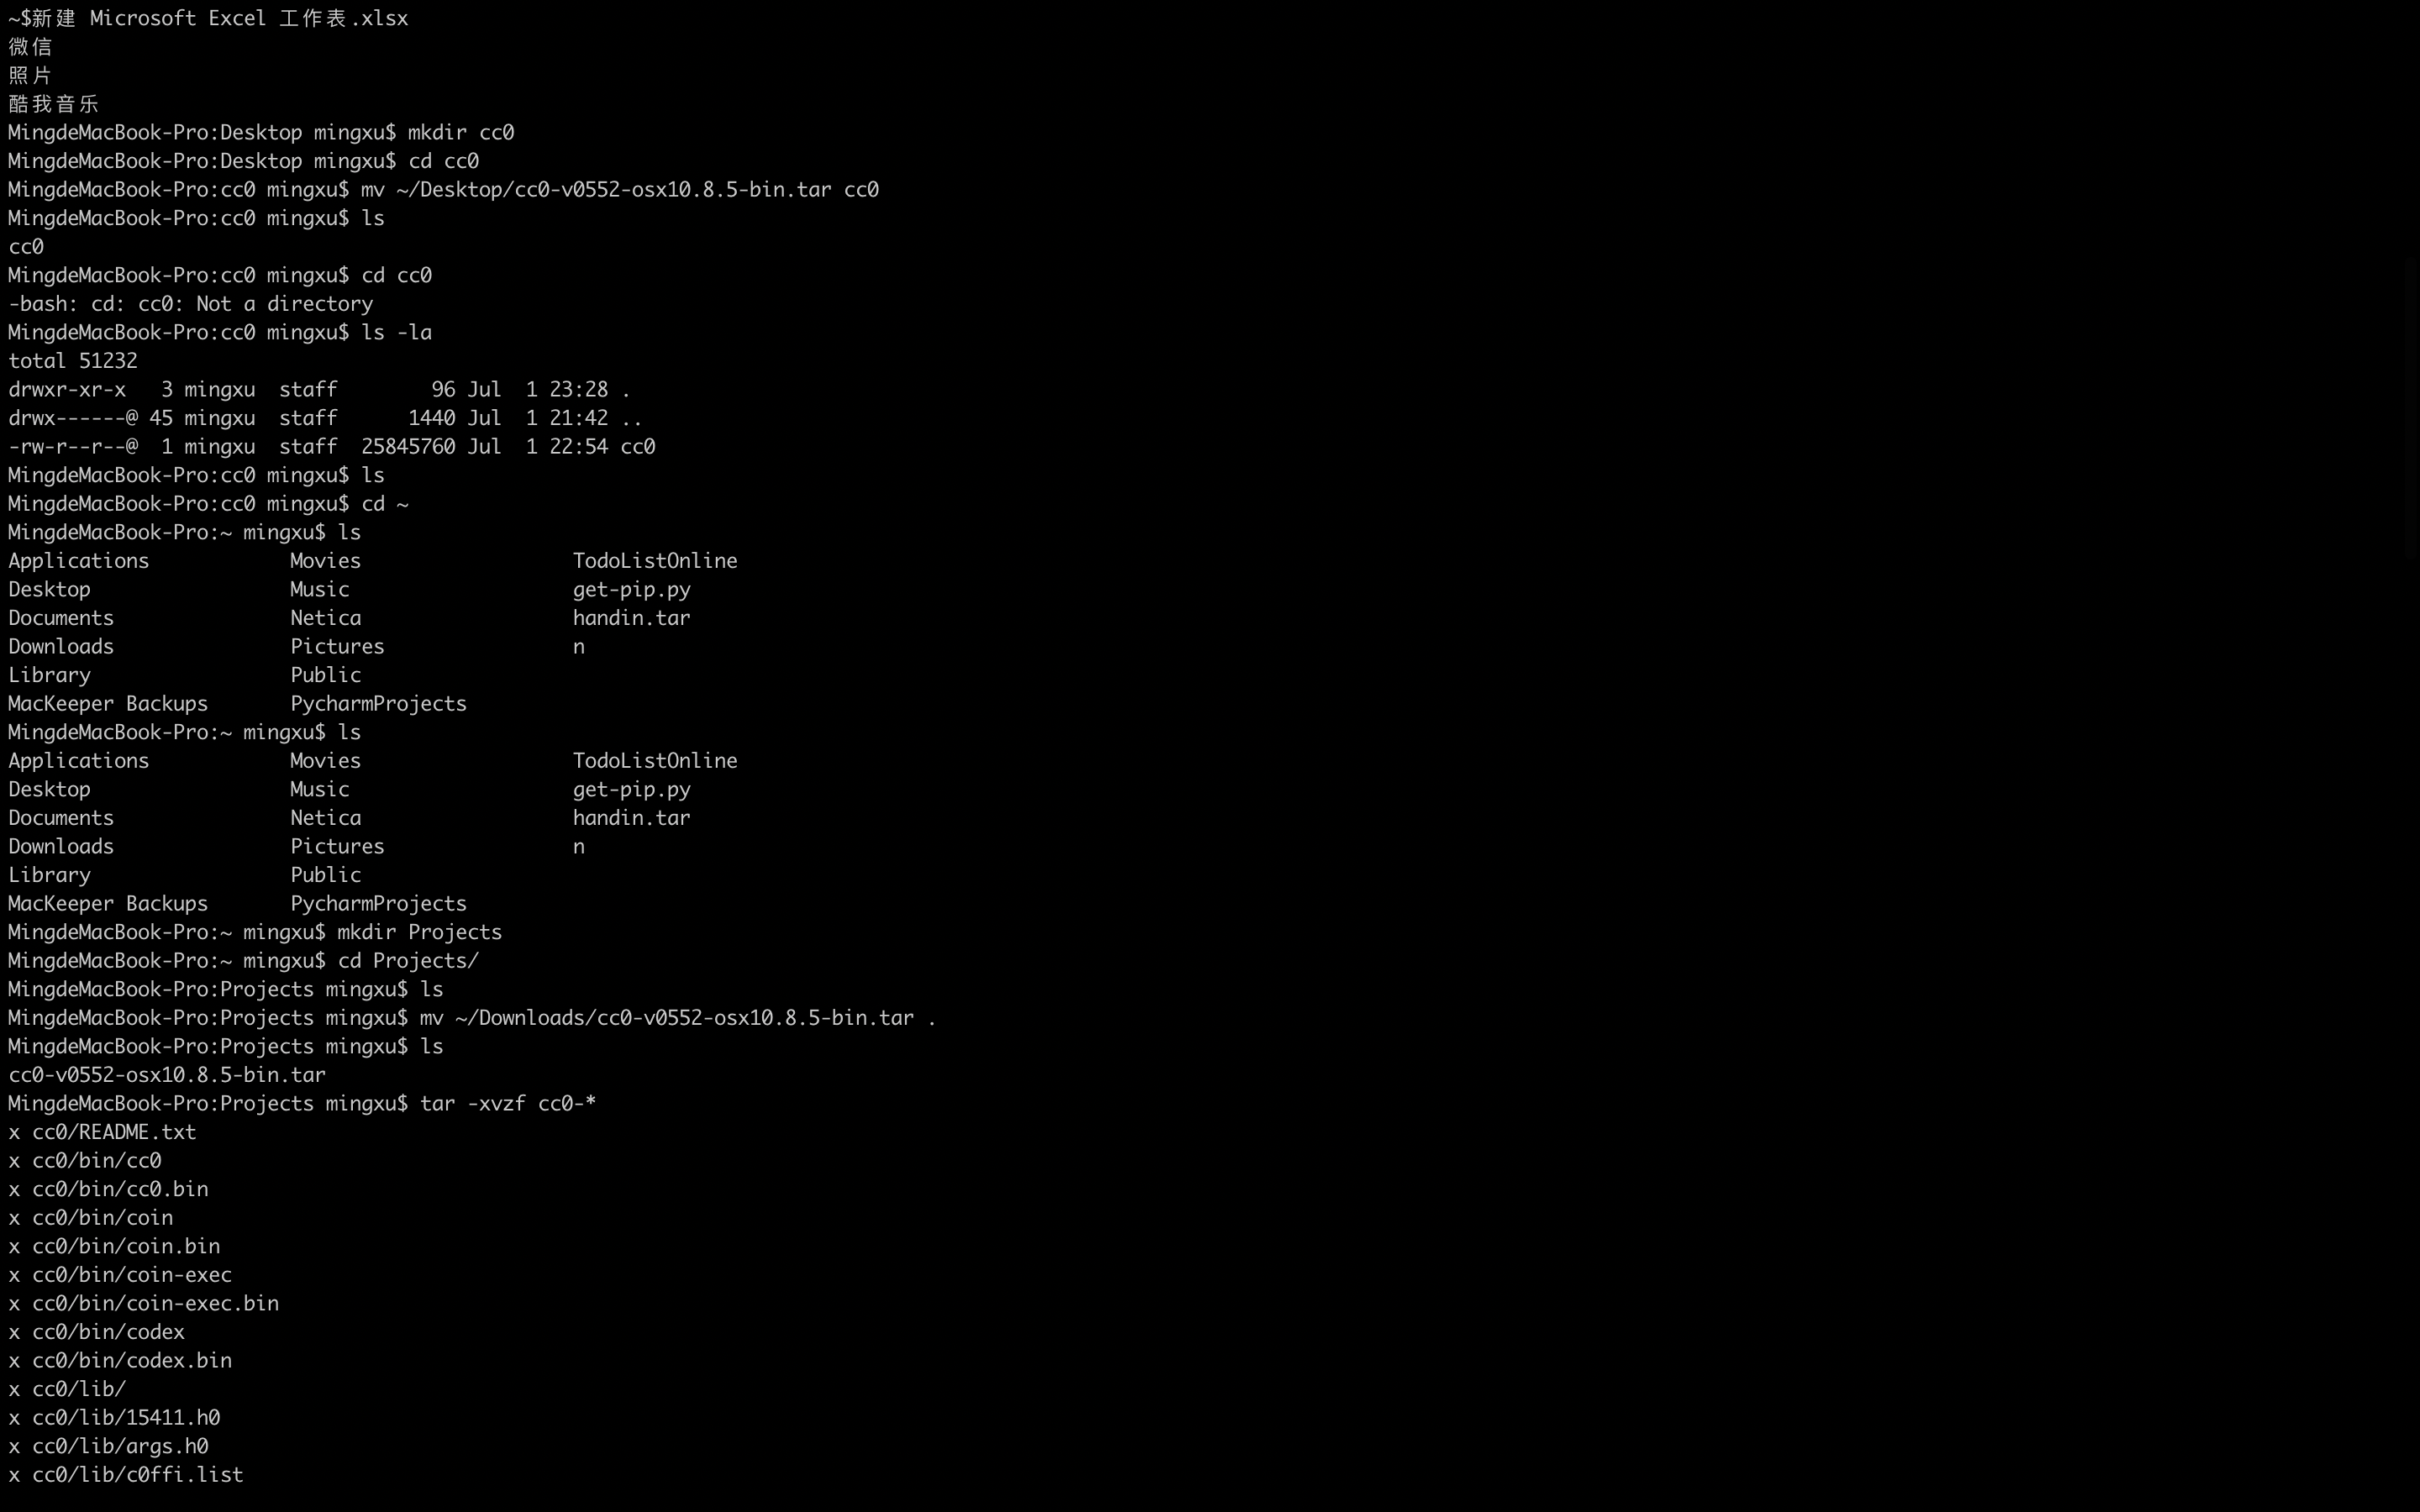 ~$新建 Microsoft Excel 工作表.xlsx
微信
照片
酷我音乐
MingdeMacBook-Pro:Desktop mingxu$ mkdir cc0
MingdeMacBook-Pro:Desktop mingxu$ cd cc0
MingdeMacBook-Pro:cc0 mingxu$ mv ~/Desktop/cc0-v0552-osx10.8.5-bin.tar cc0
MingdeMacBook-Pro:cc0 mingxu$ ls
cc0
MingdeMacBook-Pro:cc0 mingxu$ cd cc0
-bash: cd: cc0: Not a directory
MingdeMacBook-Pro:cc0 mingxu$ ls -la
total 51232
drwxr-xr-x   3 mingxu  staff        96 Jul  1 23:28 .
drwx------@ 45 mingxu  staff      1440 Jul  1 21:42 ..
-rw-r--r--@  1 mingxu  staff  25845760 Jul  1 22:54 cc0
MingdeMacBook-Pro:cc0 mingxu$ ls
MingdeMacBook-Pro:cc0 mingxu$ cd ~
MingdeMacBook-Pro:~ mingxu$ ls
Applications            Movies                  TodoListOnline
Desktop                 Music                   get-pip.py
Documents               Netica                  handin.tar
Downloads               Pictures                n
Library                 Public
MacKeeper Backups       PycharmProjects
MingdeMacBook-Pro:~ mingxu$ ls
Applications            Movies                  TodoListOnline
Desktop                 Music                   get-pip.py
Documents               Netica                  handin.tar
Downloads               Pictures                n
Library                 Public
MacKeeper Backups       PycharmProjects
MingdeMacBook-Pro:~ mingxu$ mkdir Projects
MingdeMacBook-Pro:~ mingxu$ cd Projects/
MingdeMacBook-Pro:Projects mingxu$ ls
MingdeMacBook-Pro:Projects mingxu$ mv ~/Downloads/cc0-v0552-osx10.8.5-bin.tar .
MingdeMacBook-Pro:Projects mingxu$ ls
cc0-v0552-osx10.8.5-bin.tar
MingdeMacBook-Pro:Projects mingxu$ tar -xvzf cc0-*
x cc0/README.txt
x cc0/bin/cc0
x cc0/bin/cc0.bin
x cc0/bin/coin
x cc0/bin/coin.bin
x cc0/bin/coin-exec
x cc0/bin/coin-exec.bin
x cc0/bin/codex
x cc0/bin/codex.bin
x cc0/lib/
x cc0/lib/15411.h0
x cc0/lib/args.h0
x cc0/lib/c0ffi.list